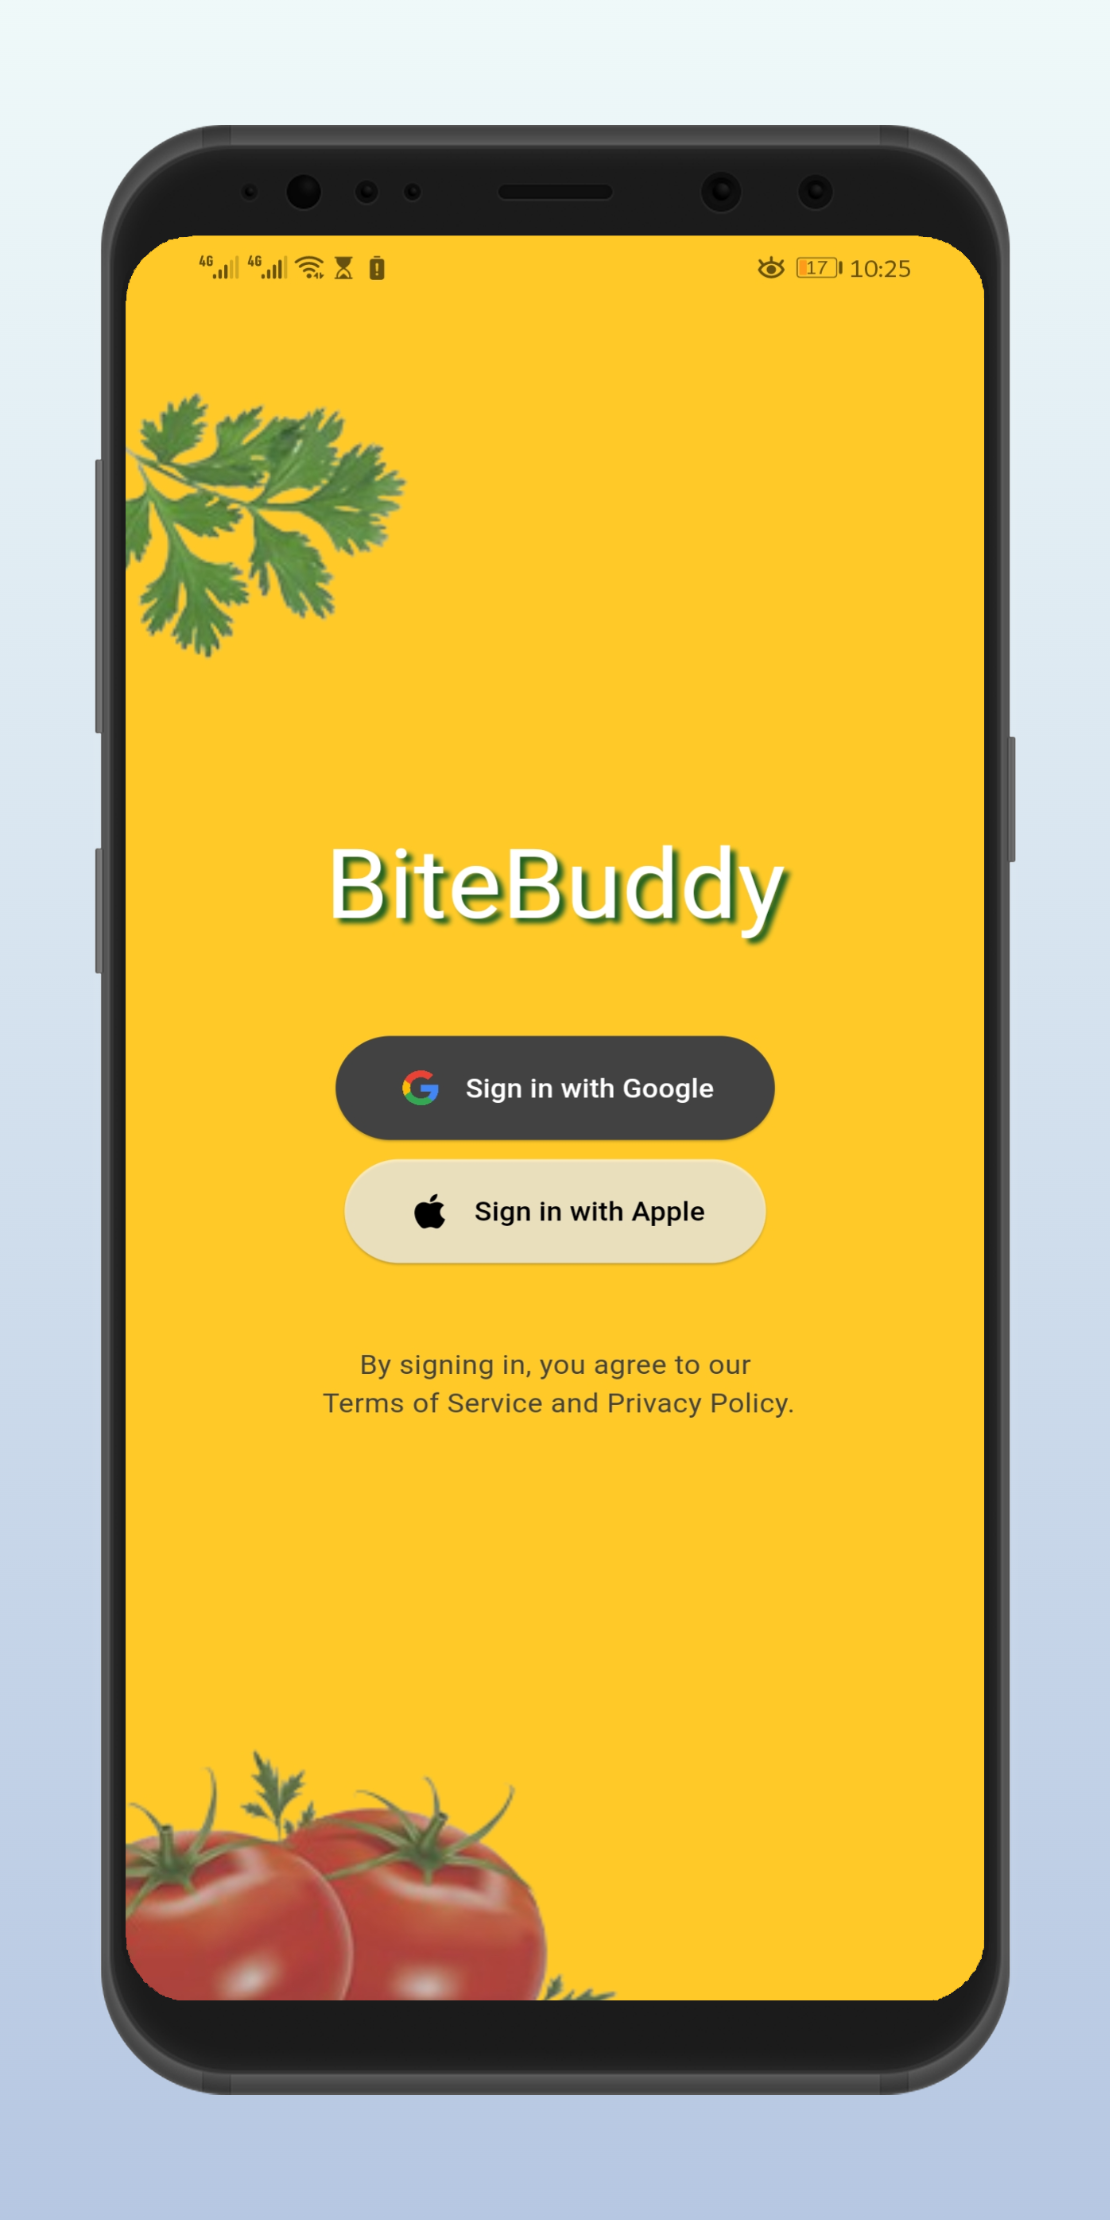 4G 4G 17 10:25
BiteBuddy
Sign in with Google
Sign in with Apple
By signing in, you agree to our
Terms of Service and Privacy Policy.